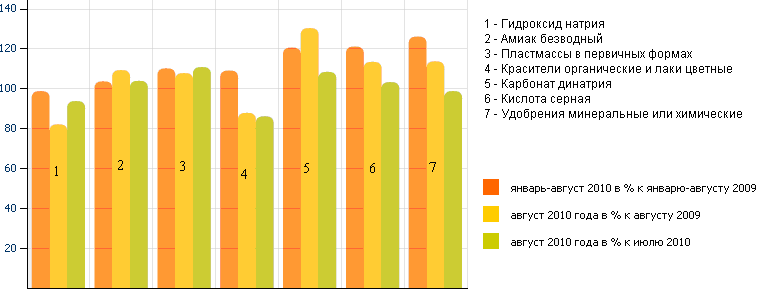 140
120
100
80
60
40
20
1
2
3
4
5
6
7
1 - Гидроксид натрия
2 - Амиак безводный
3 - Пластмассы в первичных формах
4 - Красители органические и лаки цветные
5 - Карбонат динатрия
6 - Кислота серная
7 - Удобрения минеральные или химические
январь-август 2010 в % к январю-августу 2009
август 2010 года в % к августу 2009
август 2010 года в % к июлю 2010